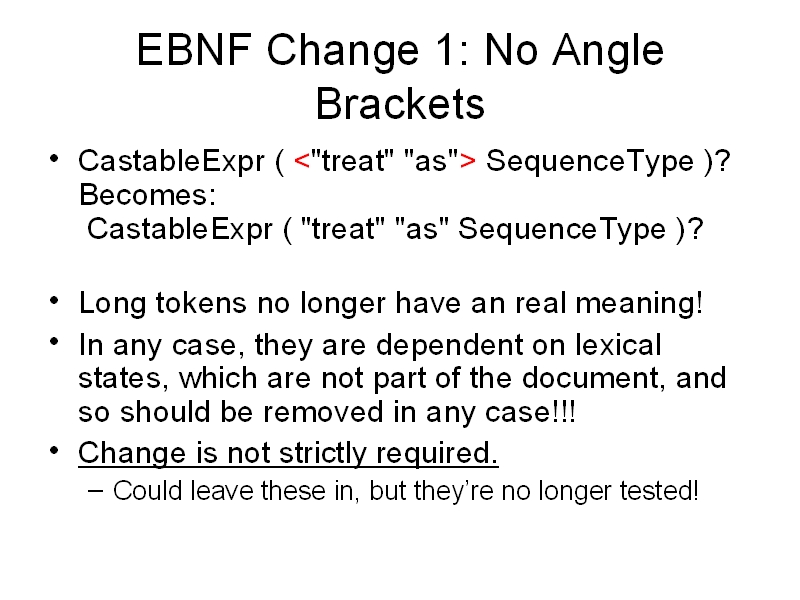 EBNF Change 1: No Angle
Brackets
• CastableExpr ( <"treat" "as"> SequenceType )?
Becomes:
CastableExpr ( "treat" "as" SequenceType )?
• Long tokens no longer have an real meaning!
• In any case, they are dependent on lexical
states, which are not part of the document, and
so should be removed in any case!!!
• Change is not strictly required.
– Could leave these in, but they’re no longer tested!